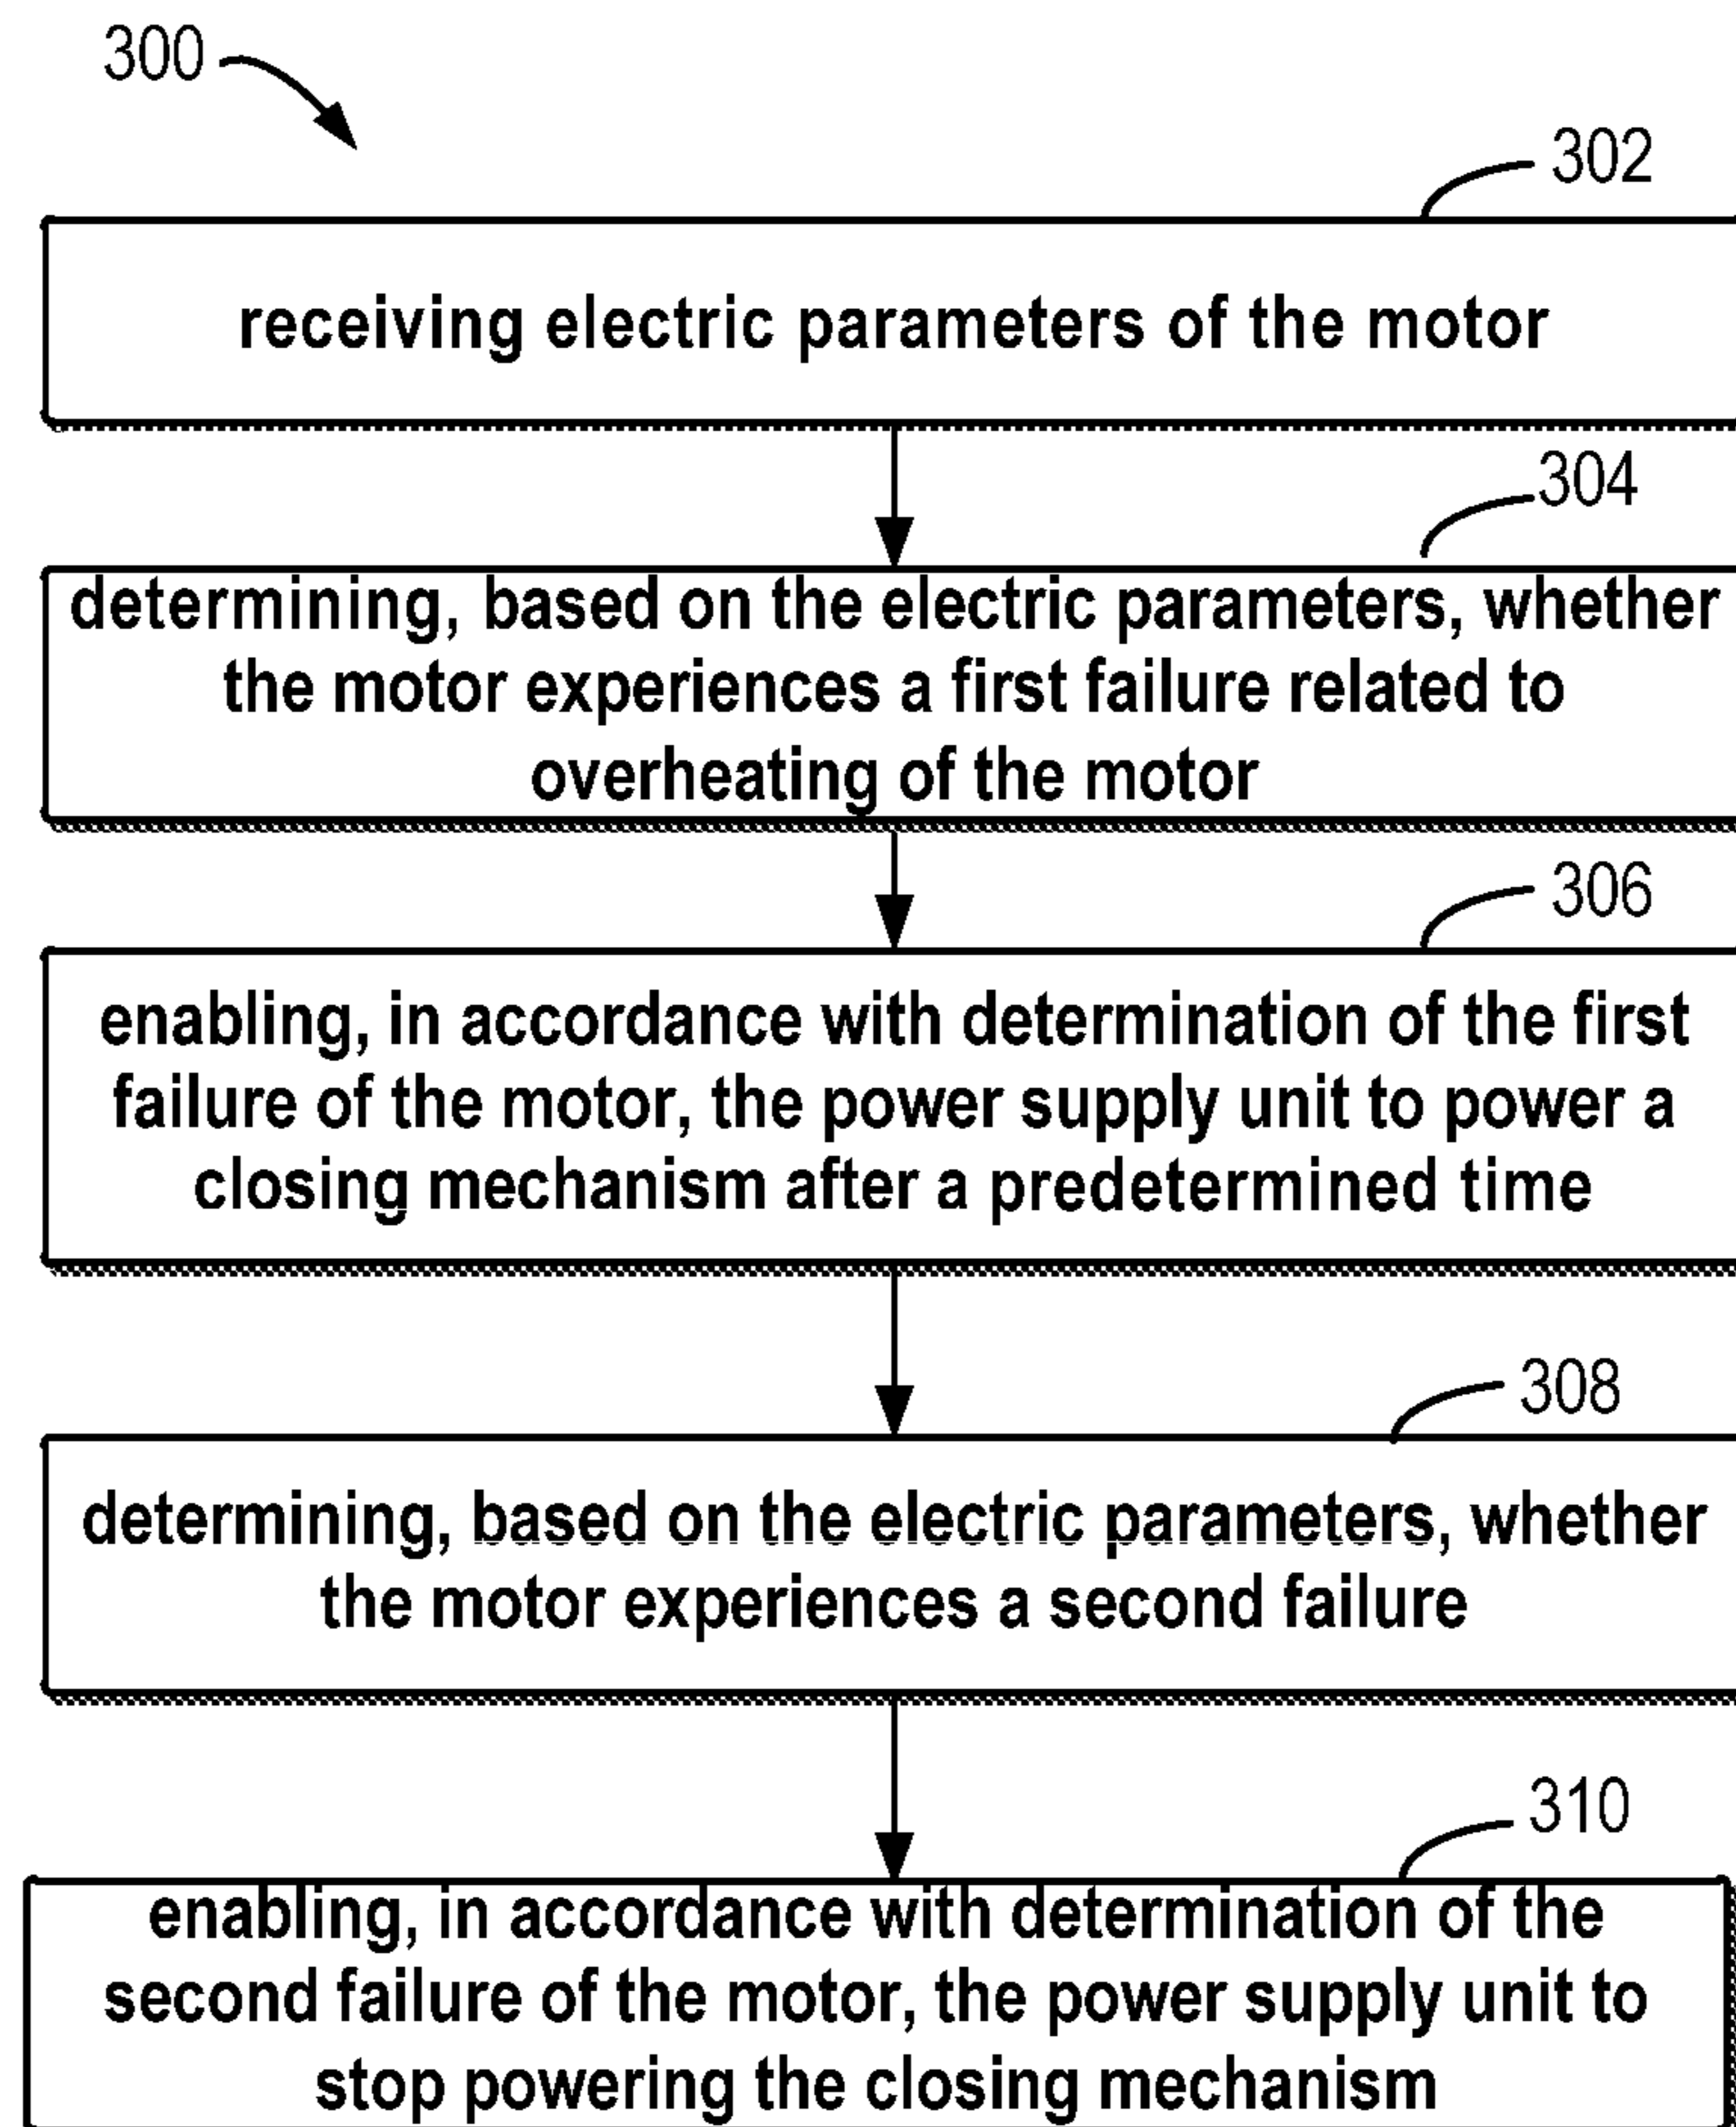 300
302
receiving electric parameters of the motor
304
determining, based on the electric parameters, whether
the motor experiences a first failure related to
overheating of the motor
306
enabling, in accordance with determination of the first
failure of the motor, the power supply unit to power a
closing mechanism after a predetermined time
308
determining, based on the electric parameters, whether
the motor experiences a second failure
310
enabling, in accordance with determination of the
second failure of the motor, the power supply unit to
stop powering the closing mechanism